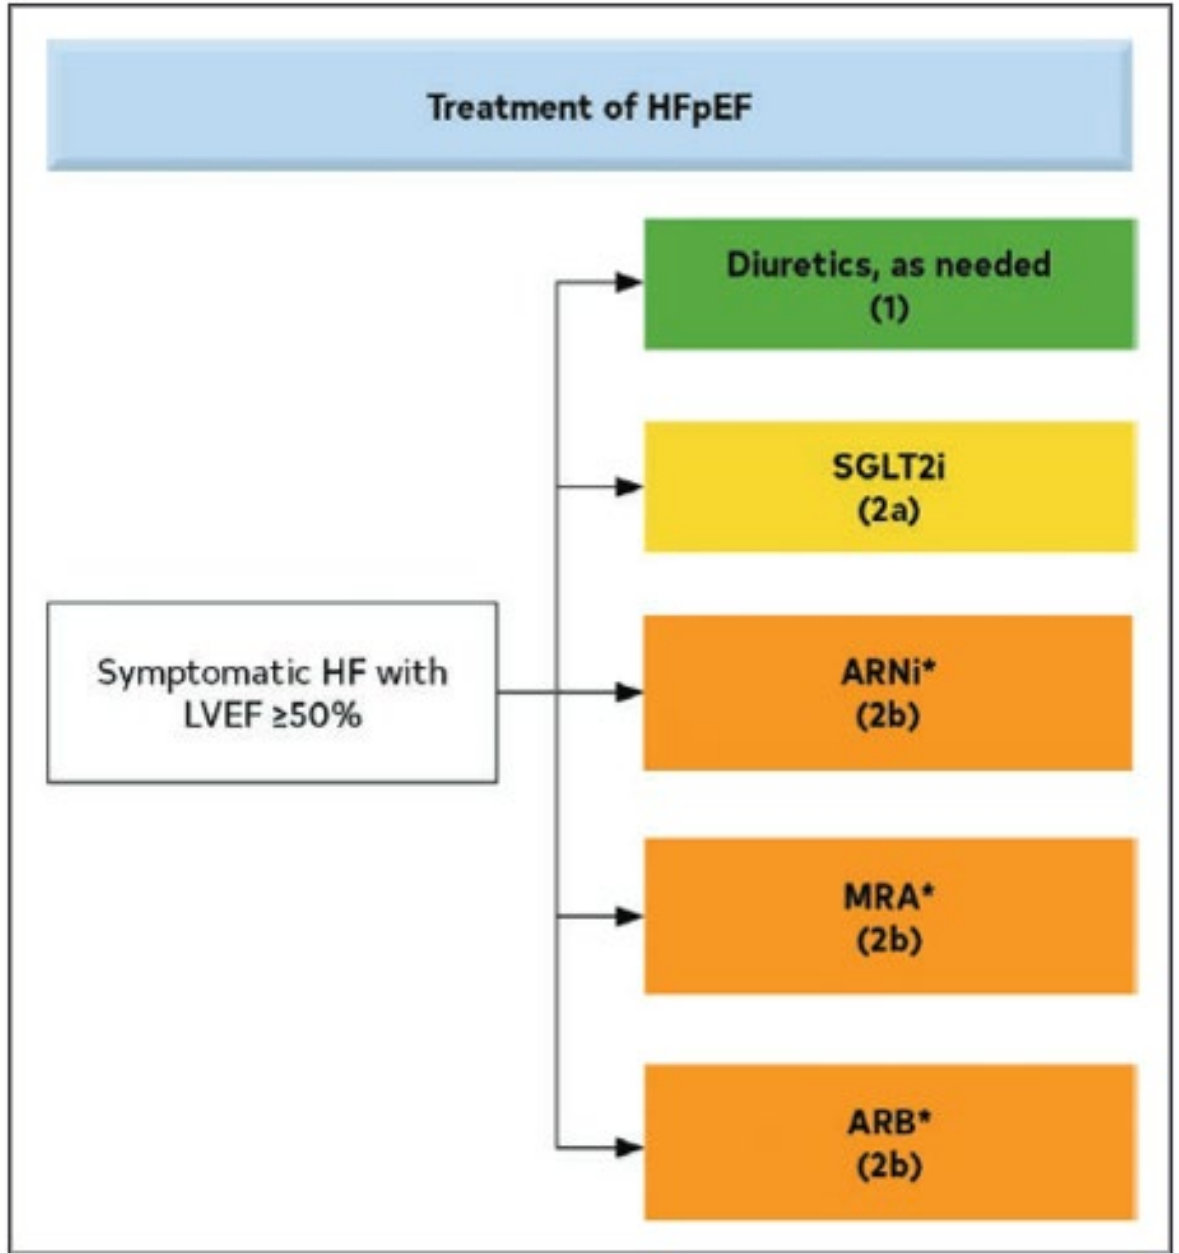 Treatment of HFpEF
Diuretics, as needed
(1)
SGLT2i
(2a)
Symptomatic HF with
LVEF ≥50%
ARNi*
(2b)
MRA*
(2b)
ARB*
(2b)